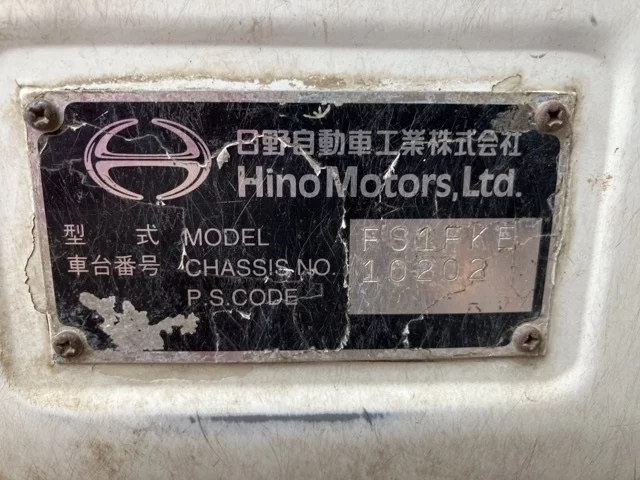 日野自動車工業株式会社
Hino Motors, Ltd.
型 式 MODEL FS1FKE
車台番号 CHASSIS NO. 10202
P.S.CODE